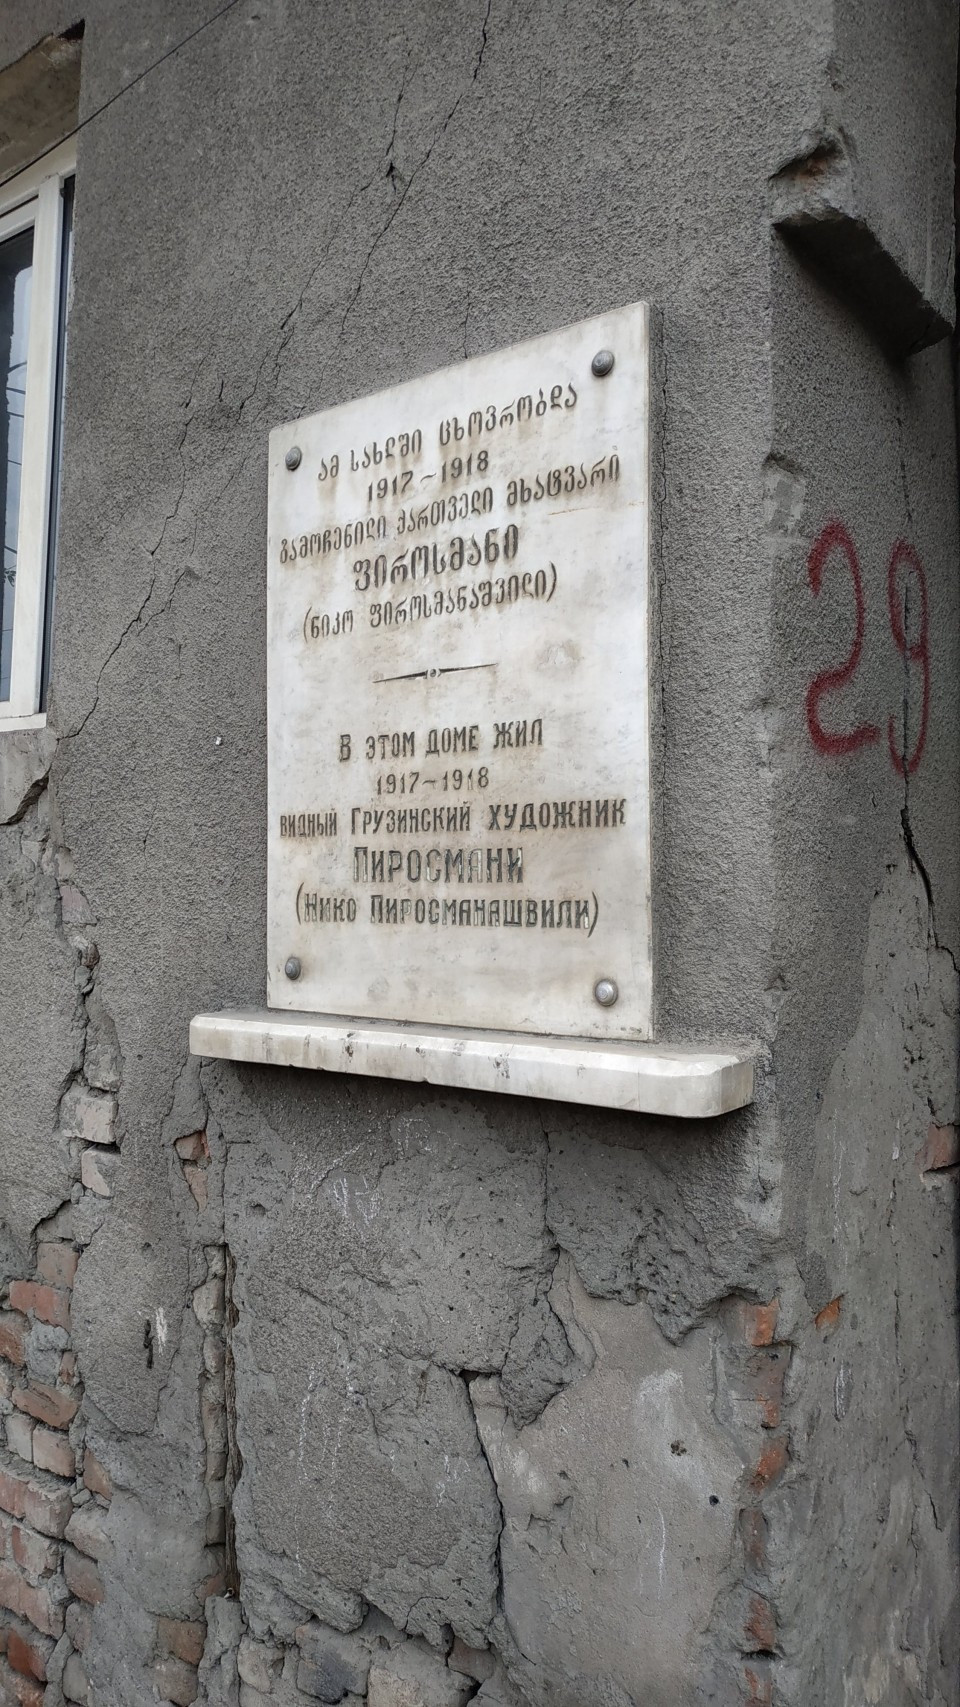 ამ სახლში ცხოვრობდა
1917–1918
გამოჩენილი ქართველი მხატვარი
ფიროსმანი
(ნიკო ფიროსმანაშვილი)
В ЭТОМ ДОМЕ ЖИЛ
1917–1918
ВИДНЫЙ ГРУЗИНСКИЙ ХУДОЖНИК
ПИРОСМАНИ
(НИКО ПИРОСМАНАШВИЛИ)
29